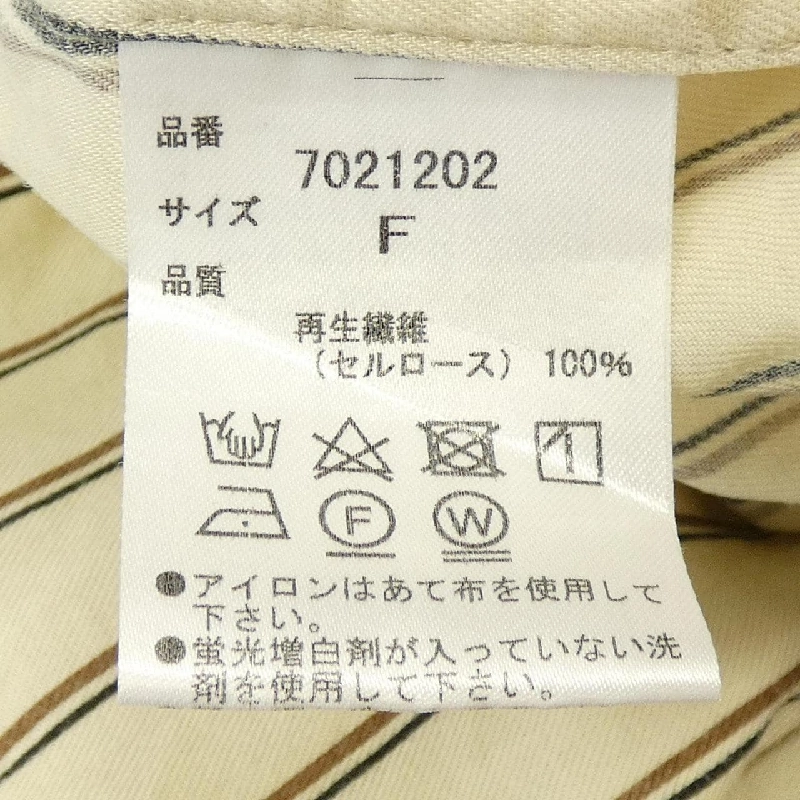 品番
7021202
サイズ
F
品質
再生繊維
(セルロース) 100%
F W
●アイロンはあて布を使用して
下さい。
●蛍光増白剤が入っていない洗
剤を使用して下さい。